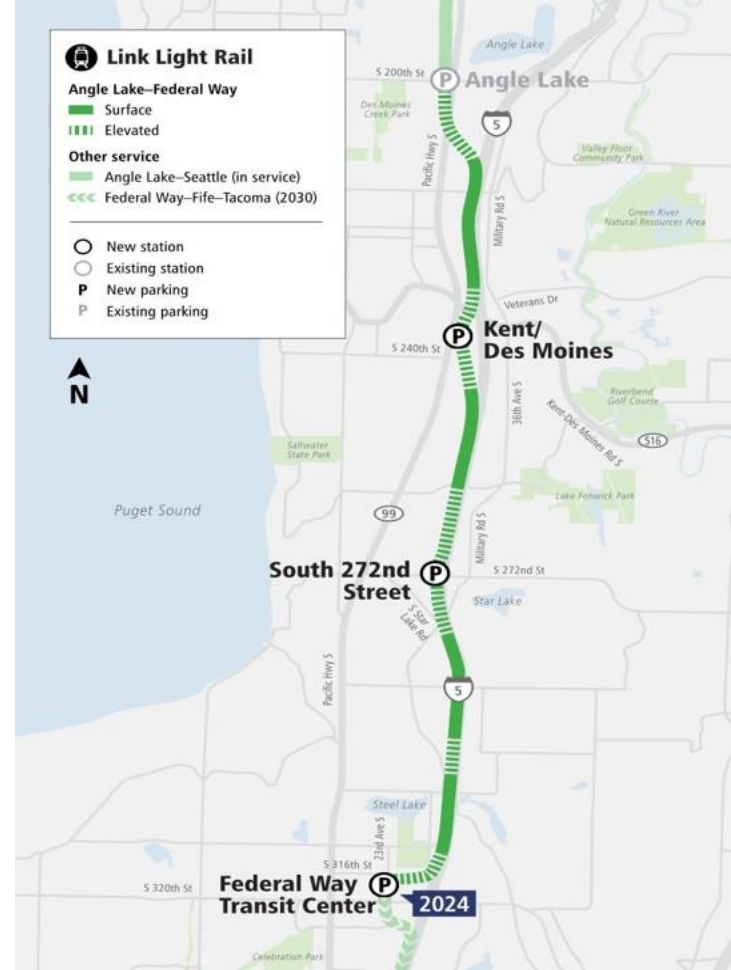 Link Light Rail
Angle Lake–Federal Way
Surface
Elevated
Other service
Angle Lake–Seattle (in service)
Federal Way–Fife–Tacoma (2030)
New station
Existing station
P New parking
P Existing parking
N
Angle Lake
S 200th St
P Angle Lake
Des Moines
Creek Park
5
Pacific Hwy S
Valley Floor
Community Park
Military Rd S
Green River
Natural Resources Area
Veterans Dr
P Kent/
Des Moines
S 240th St
36th Ave S
Riverbend
Golf Course
Kent-Des Moines Rd S
516
Saltwater
State Park
Lake Fenwick Park
Puget Sound
99
Military Rd S
South 272nd
Street
P
S 272nd St
Star Lake
S Star
Lake Rd
Pacific Hwy S
5
Steel Lake
23rd Ave S
S 316th St
S 320th St
Federal Way
Transit Center
P
2024
Celebration Park